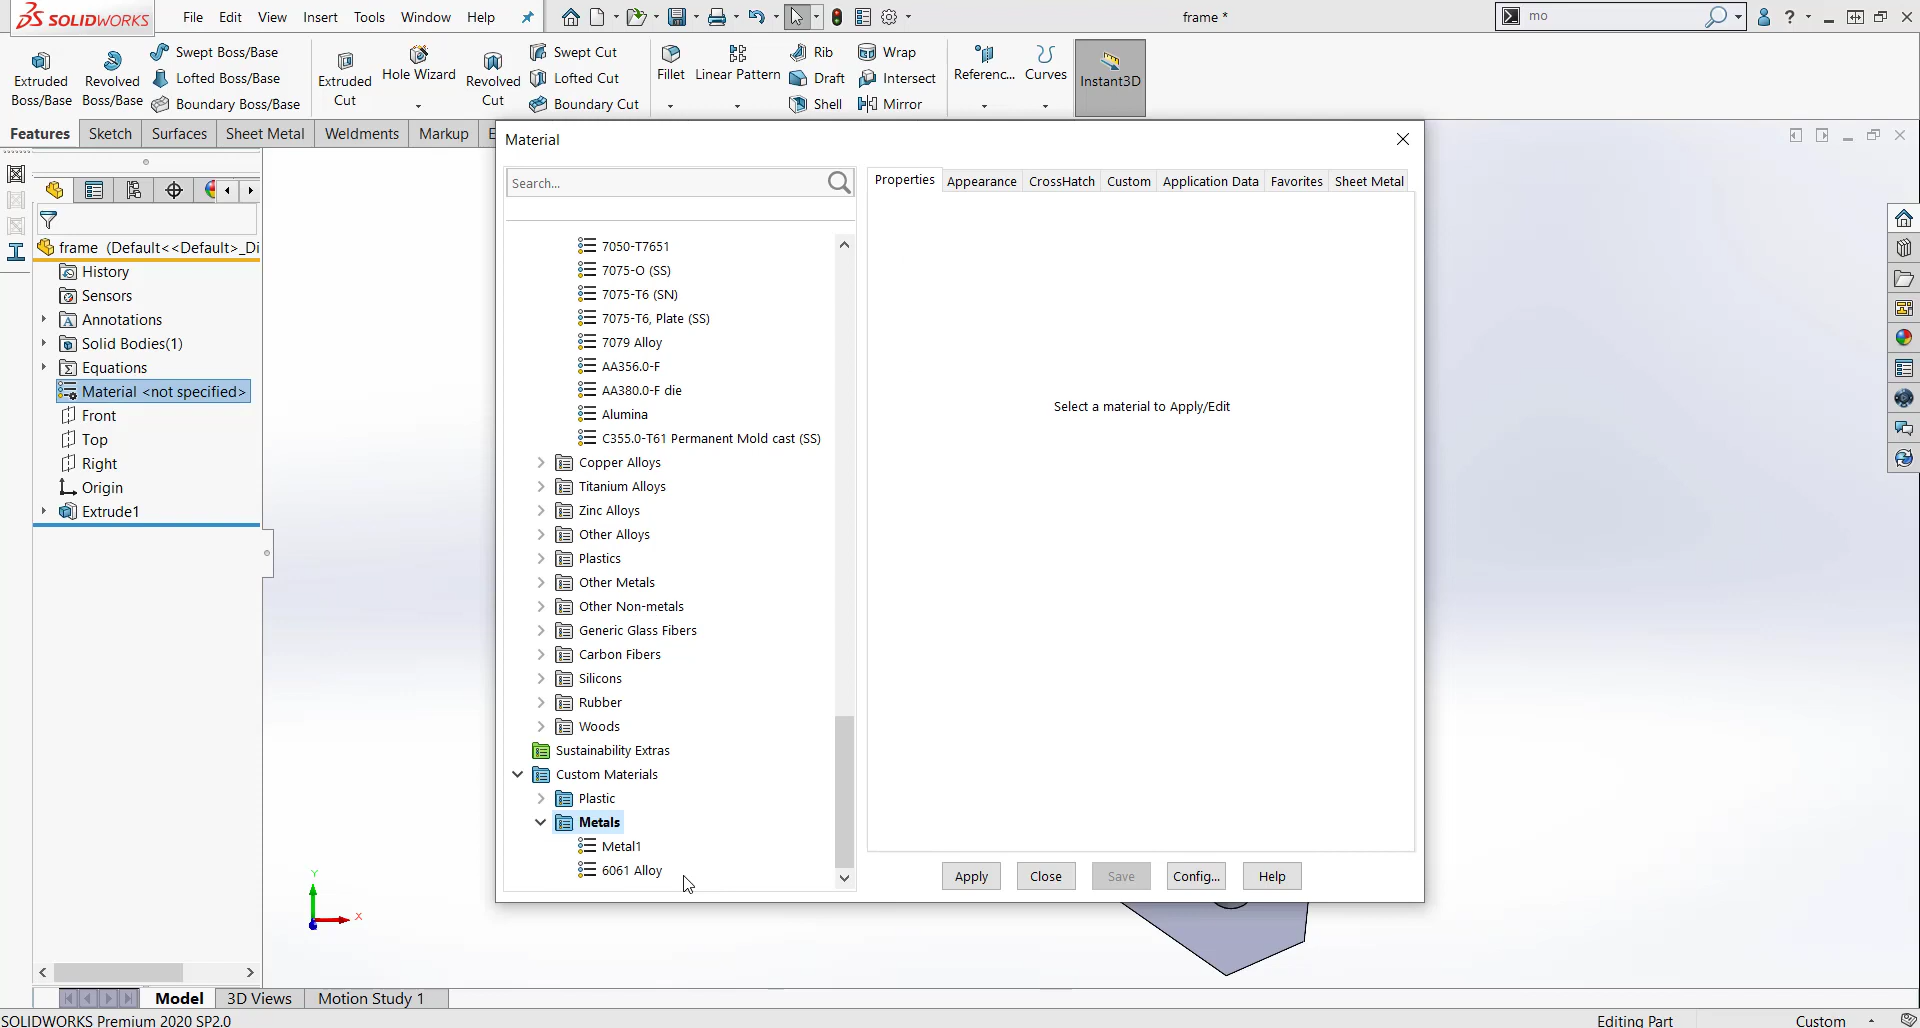 SOLIDWORKS
File Edit View Insert Tools Window Help
frame *
mo
Extruded Boss/Base
Revolved Boss/Base
Swept Boss/Base
Lofted Boss/Base
Boundary Boss/Base
Extruded Cut
Hole Wizard
Revolved Cut
Swept Cut
Lofted Cut
Boundary Cut
Fillet
Linear Pattern
Rib
Draft
Shell
Wrap
Intersect
Mirror
Referenc...
Curves
Instant3D
Features Sketch Surfaces Sheet Metal Weldments Markup E
frame (Default<<Default>_Di
History
Sensors
Annotations
Solid Bodies(1)
Equations
Material <not specified>
Front
Top
Right
Origin
Extrude1
Material
Search...
7050-T7651
7075-O (SS)
7075-T6 (SN)
7075-T6, Plate (SS)
7079 Alloy
AA356.0-F
AA380.0-F die
Alumina
C355.0-T61 Permanent Mold cast (SS)
Copper Alloys
Titanium Alloys
Zinc Alloys
Other Alloys
Plastics
Other Metals
Other Non-metals
Generic Glass Fibers
Carbon Fibers
Silicons
Rubber
Woods
Sustainability Extras
Custom Materials
Plastic
Metals
Metal1
6061 Alloy
Properties Appearance CrossHatch Custom Application Data Favorites Sheet Metal
Select a material to Apply/Edit
Apply Close Save Config... Help
Y
X
Model 3D Views Motion Study 1
SOLIDWORKS Premium 2020 SP2.0
Editing Part
Custom